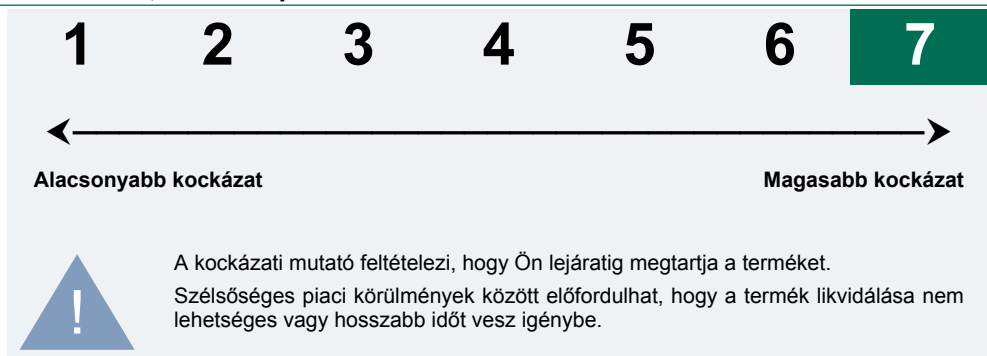 1 2 3 4 5 6 7
Alacsonyabb kockázat Magasabb kockázat
A kockázati mutató feltételezi, hogy Ön lejáratig megtartja a terméket.
Szélsőséges piaci körülmények között előfordulhat, hogy a termék likvidálása nem
lehetséges vagy hosszabb időt vesz igénybe.
!